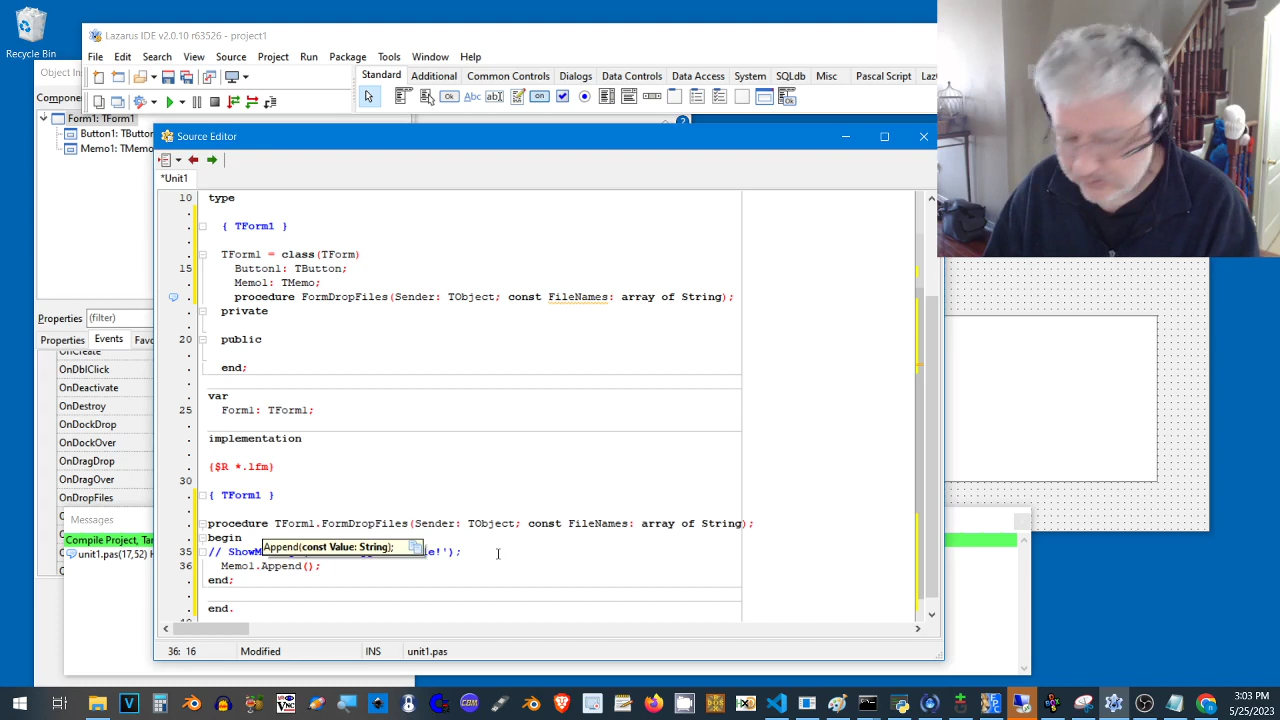 Recycle Bin
Lazarus IDE v2.0.10 r63526 - project1
File Edit Search View Source Project Run Package Tools Window Help
Standard Additional Common Controls Dialogs Data Controls Data Access System SQLdb Misc Pascal Script
Object In
Compone
Form1: TForm1
Button1: TButton
Memo1: TMemo
Properties (filter)
Properties Events Favo
OnCreate
OnDblClick
OnDeactivate
OnDestroy
OnDockDrop
OnDockOver
OnDragDrop
OnDragOver
OnDropFiles
Source Editor
*Unit1
10 type
{ TForm1 }
TForm1 = class(TForm)
15 Button1: TButton;
Memo1: TMemo;
procedure FormDropFiles(Sender: TObject; const FileNames: array of String);
private
20 public
end;
var
25 Form1: TForm1;
implementation
{$R *.lfm}
30
{ TForm1 }
procedure TForm1.FormDropFiles(Sender: TObject; const FileNames: array of String);
begin
Append(const Value: String);
35 // ShowM e!');
36 Memo1.Append();
end;
end.
36: 16 Modified INS unit1.pas
Messages
Compile Project, Tar
unit1.pas(17,52) H
3:03 PM
5/25/2023